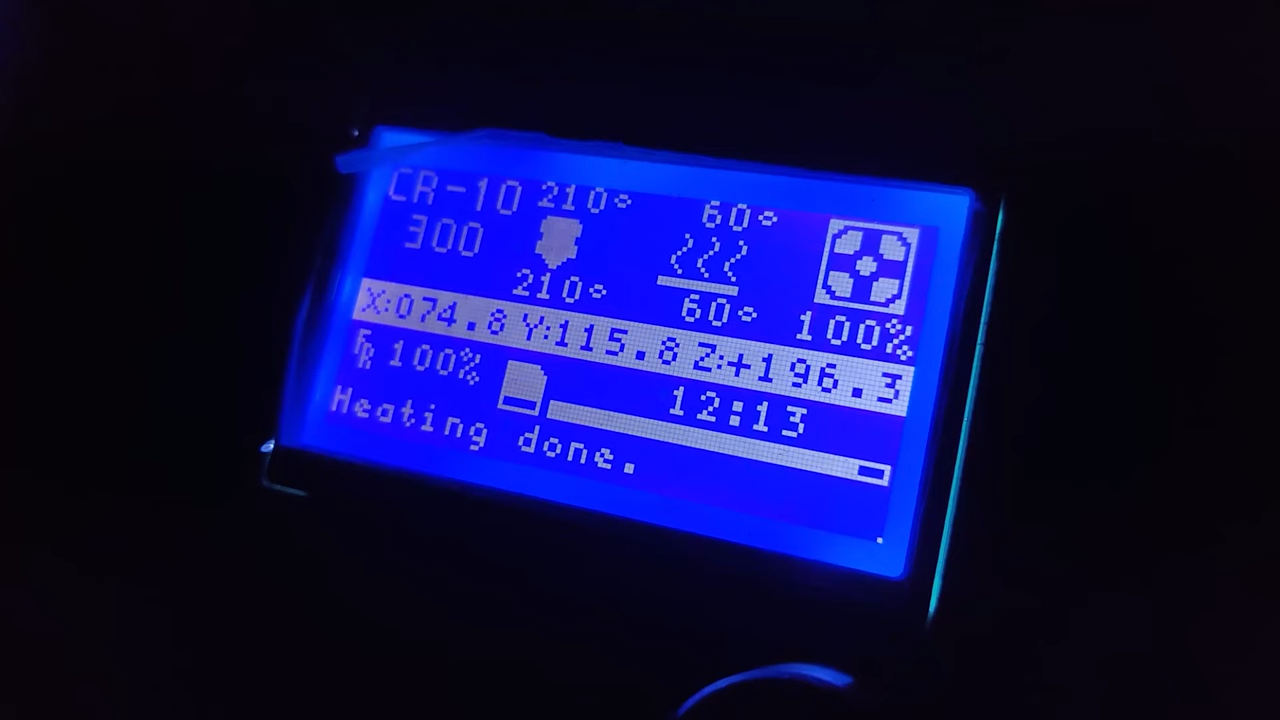 CR-10 210° 60°
300
210° 60° 100%
X:074.8 Y:115.8 Z:+196.3
FR 100% 12:13
Heating done.